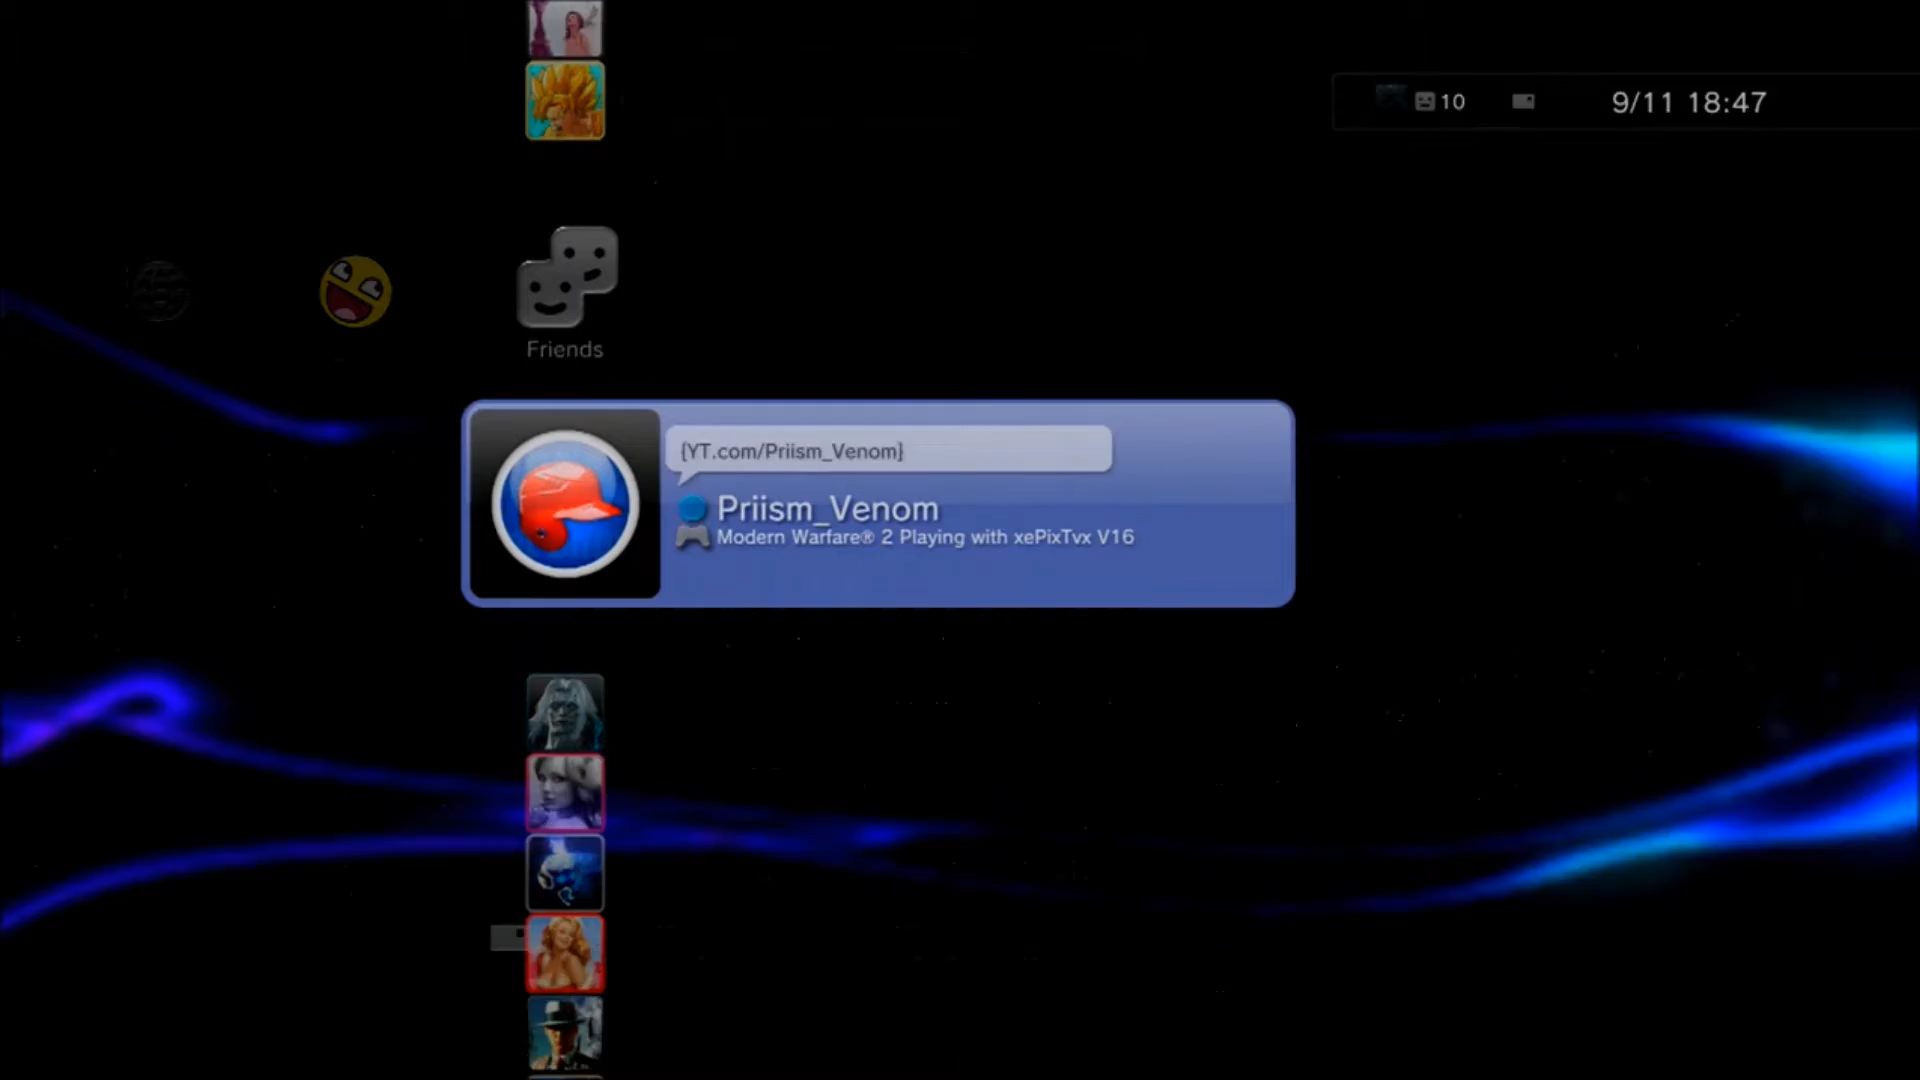 10
9/11 18:47
Friends
{YT.com/Priism_Venom}
Priism_Venom
Modern Warfare® 2 Playing with xePixTvx V16